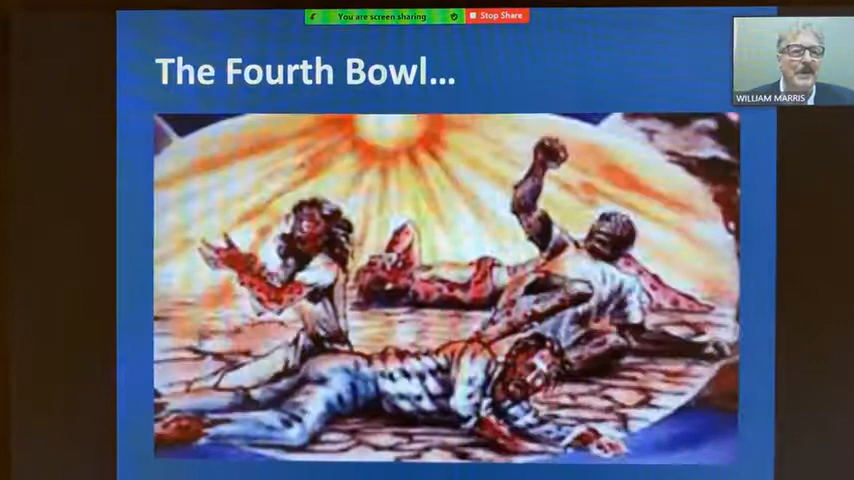 You are screen sharing
Stop Share
The Fourth Bowl...
WILLIAM MARRIS